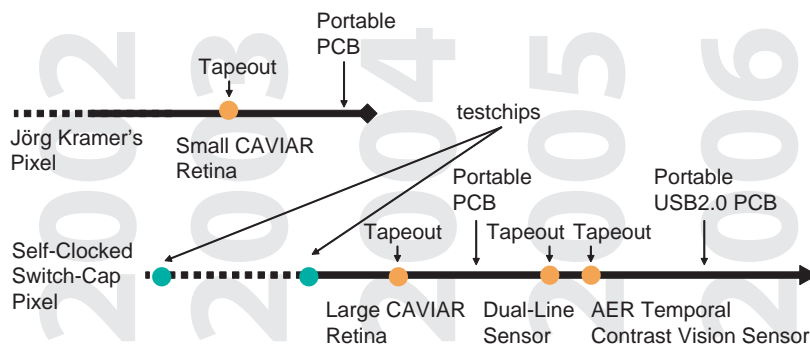 2002
2003
2004
2005
2006
Portable
PCB
Tapeout
testchips
Jörg Kramer's
Pixel
Small CAVIAR
Retina
Portable
PCB
Portable
USB2.0 PCB
Self-Clocked
Switch-Cap
Pixel
Tapeout
Tapeout
Tapeout
Large CAVIAR
Retina
Dual-Line
Sensor
AER Temporal
Contrast Vision Sensor